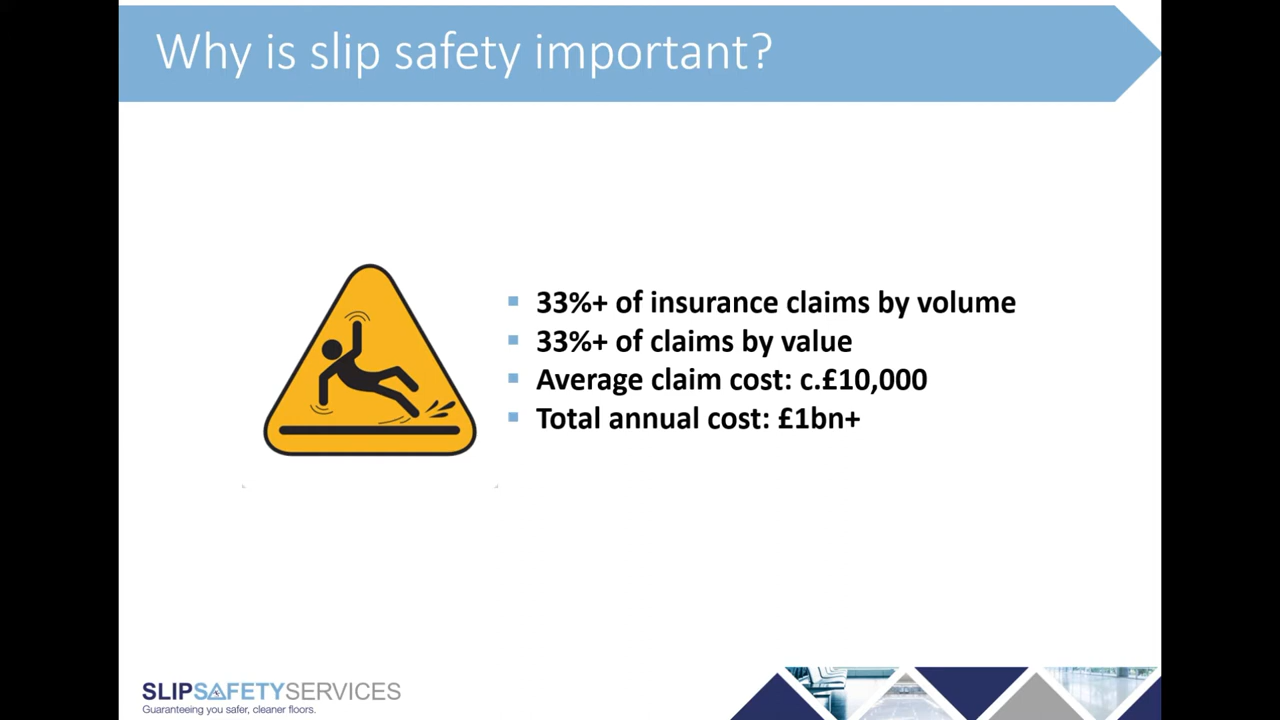 Why is slip safety important?
33%+ of insurance claims by volume
33%+ of claims by value
Average claim cost: c.£10,000
Total annual cost: £1bn+
SLIPSAFETYSERVICES
Guaranteeing you safer, cleaner floors.